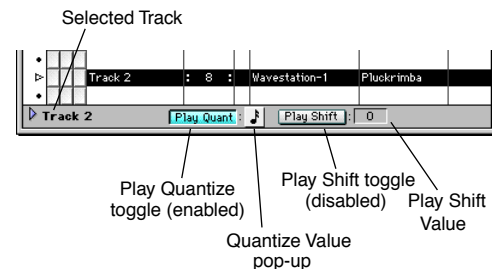 Selected Track
Track 2 : 8 : Wavestation-1 Pluckrimba
Track 2 Play Quant : Play Shift : 0
Play Quantize
toggle (enabled)
Play Shift toggle
(disabled)
Play Shift
Value
Quantize Value
pop-up